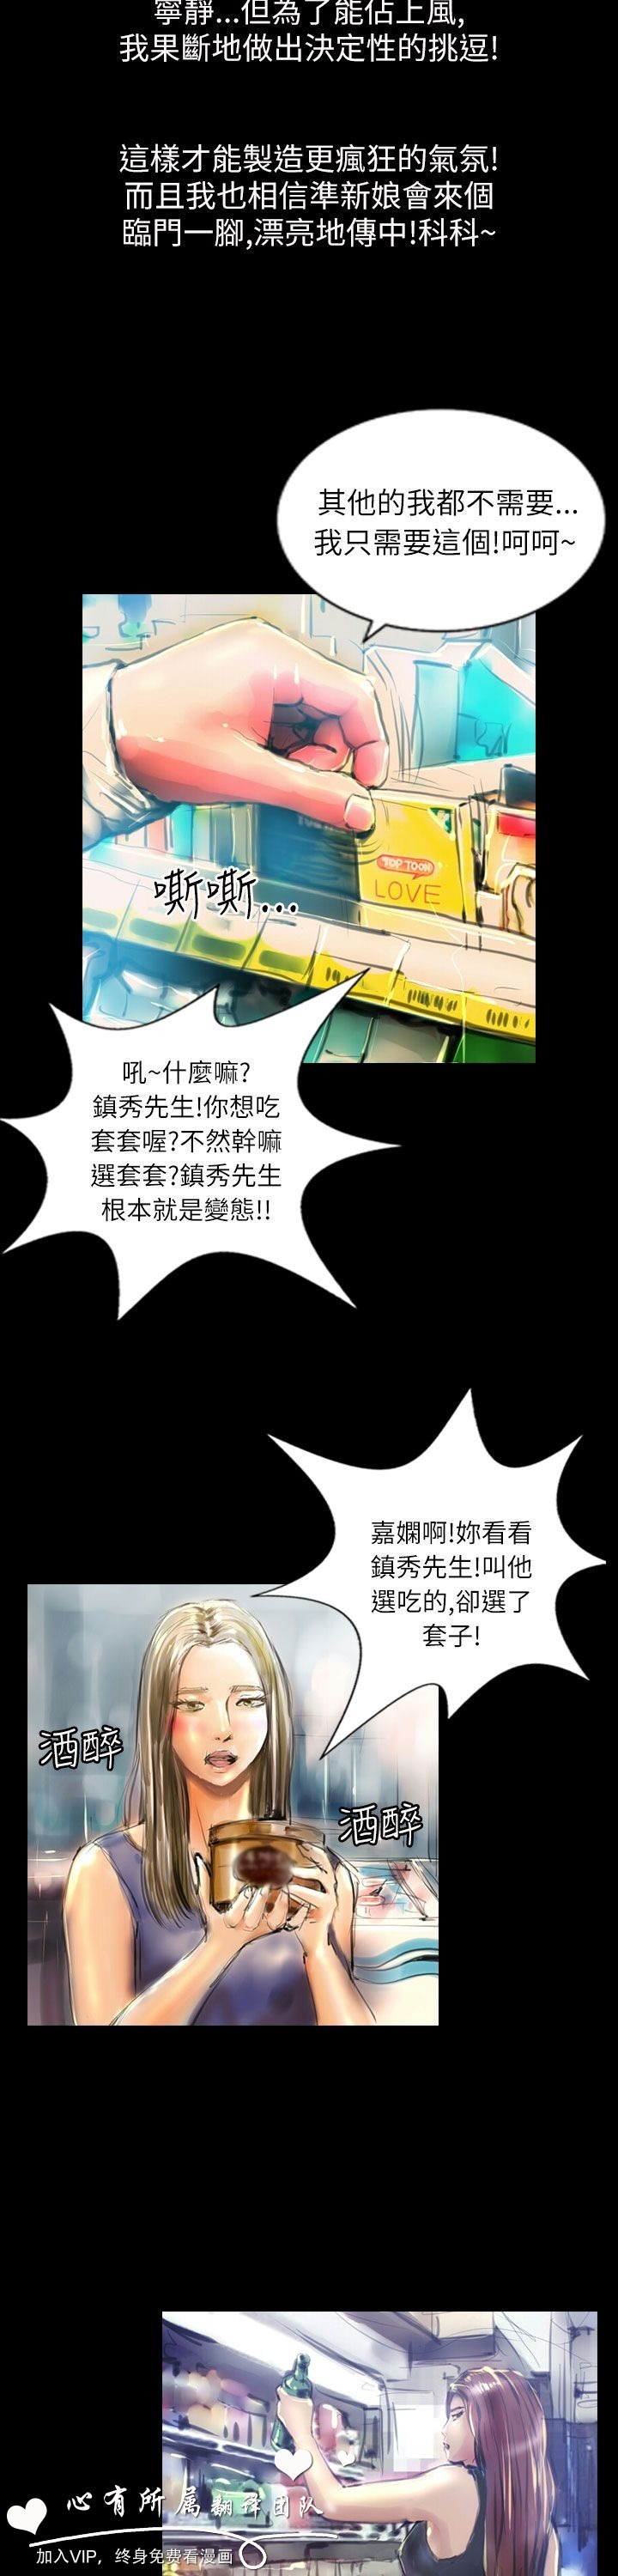 寧靜...但為了能佔上風,
我果斷地做出決定性的挑逗!
這樣才能製造更瘋狂的氣氛!
而且我也相信準新娘會來個
臨門一腳,漂亮地傳中!科科~
其他的我都不需要...
我只需要這個!呵呵~
TOP TOON
LOVE
嘶嘶...
吼~什麼嘛?
鎮秀先生!你想吃
套套喔?不然幹嘛
選套套?鎮秀先生
根本就是變態!!
嘉嫻啊!妳看看
鎮秀先生!叫他
選吃的,卻選了
套子!
酒醉
酒醉
心有所属翻译团队
加入VIP，终身免费看漫画